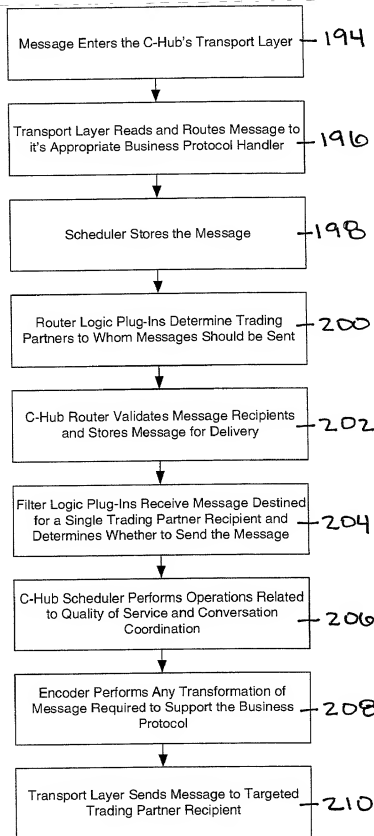 Message Enters the C-Hub's Transport Layer
194
Transport Layer Reads and Routes Message to
it's Appropriate Business Protocol Handler
196
Scheduler Stores the Message
198
Router Logic Plug-Ins Determine Trading
Partners to Whom Messages Should be Sent
200
C-Hub Router Validates Message Recipients
and Stores Message for Delivery
202
Filter Logic Plug-Ins Receive Message Destined
for a Single Trading Partner Recipient and
Determines Whether to Send the Message
204
C-Hub Scheduler Performs Operations Related
to Quality of Service and Conversation
Coordination
206
Encoder Performs Any Transformation of
Message Required to Support the Business
Protocol
208
Transport Layer Sends Message to Targeted
Trading Partner Recipient
210